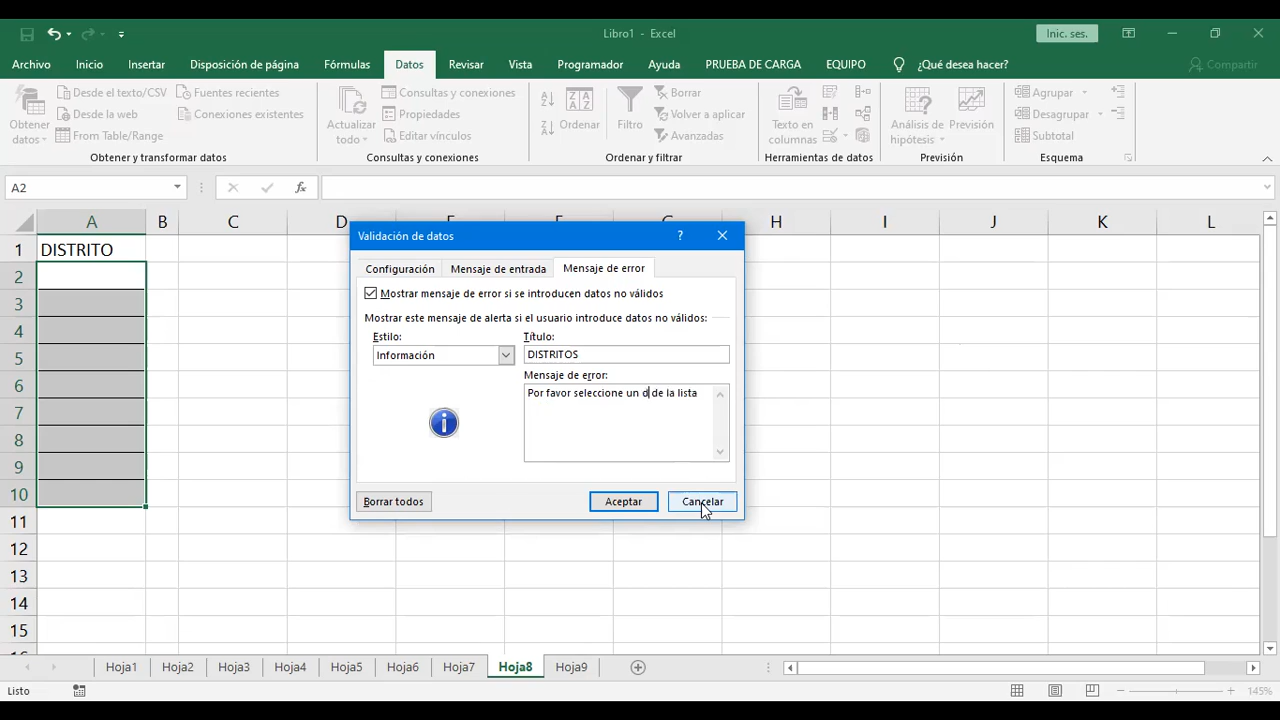 Libro1 - Excel
Inic. ses.
Archivo Inicio Insertar Disposición de página Fórmulas Datos Revisar Vista Programador Ayuda PRUEBA DE CARGA EQUIPO ¿Qué desea hacer? Compartir
Obtener datos
Desde el texto/CSV
Desde la web
From Table/Range
Fuentes recientes
Conexiones existentes
Obtener y transformar datos
Actualizar todo
Consultas y conexiones
Propiedades
Editar vínculos
Consultas y conexiones
Ordenar
Filtro
Borrar
Volver a aplicar
Avanzadas
Ordenar y filtrar
Texto en columnas
Herramientas de datos
Análisis de hipótesis
Previsión
Previsión
Agrupar
Desagrupar
Subtotal
Esquema
A2
fx
A B C D E F G H I J K L
1 DISTRITO
2
3
4
5
6
7
8
9
10
11
12
13
14
15
16
Validación de datos ?
Configuración Mensaje de entrada Mensaje de error
Mostrar mensaje de error si se introducen datos no válidos
Mostrar este mensaje de alerta si el usuario introduce datos no válidos:
Estilo: Título:
Información DISTRITOS
Mensaje de error:
Por favor seleccione un d de la lista
i
Borrar todos Aceptar Cancelar
Hoja1 Hoja2 Hoja3 Hoja4 Hoja5 Hoja6 Hoja7 Hoja8 Hoja9
Listo 145%